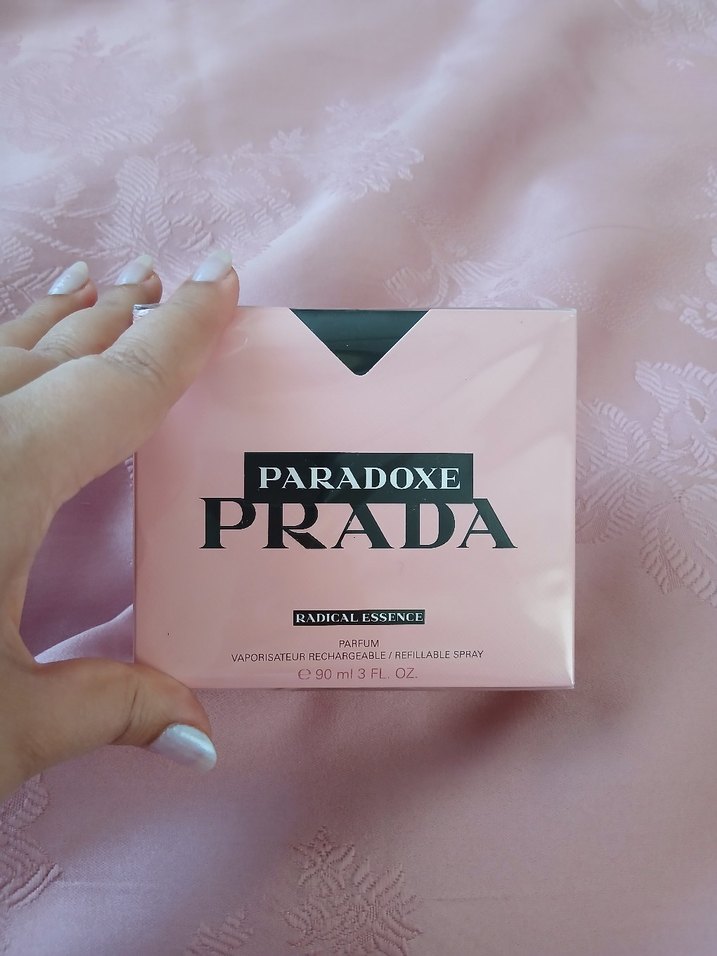 PARADOXE
PRADA
RADICAL ESSENCE
PARFUM
VAPORISATEUR RECHARGEABLE / REFILLABLE SPRAY
℮ 90 ml 3 FL. OZ.